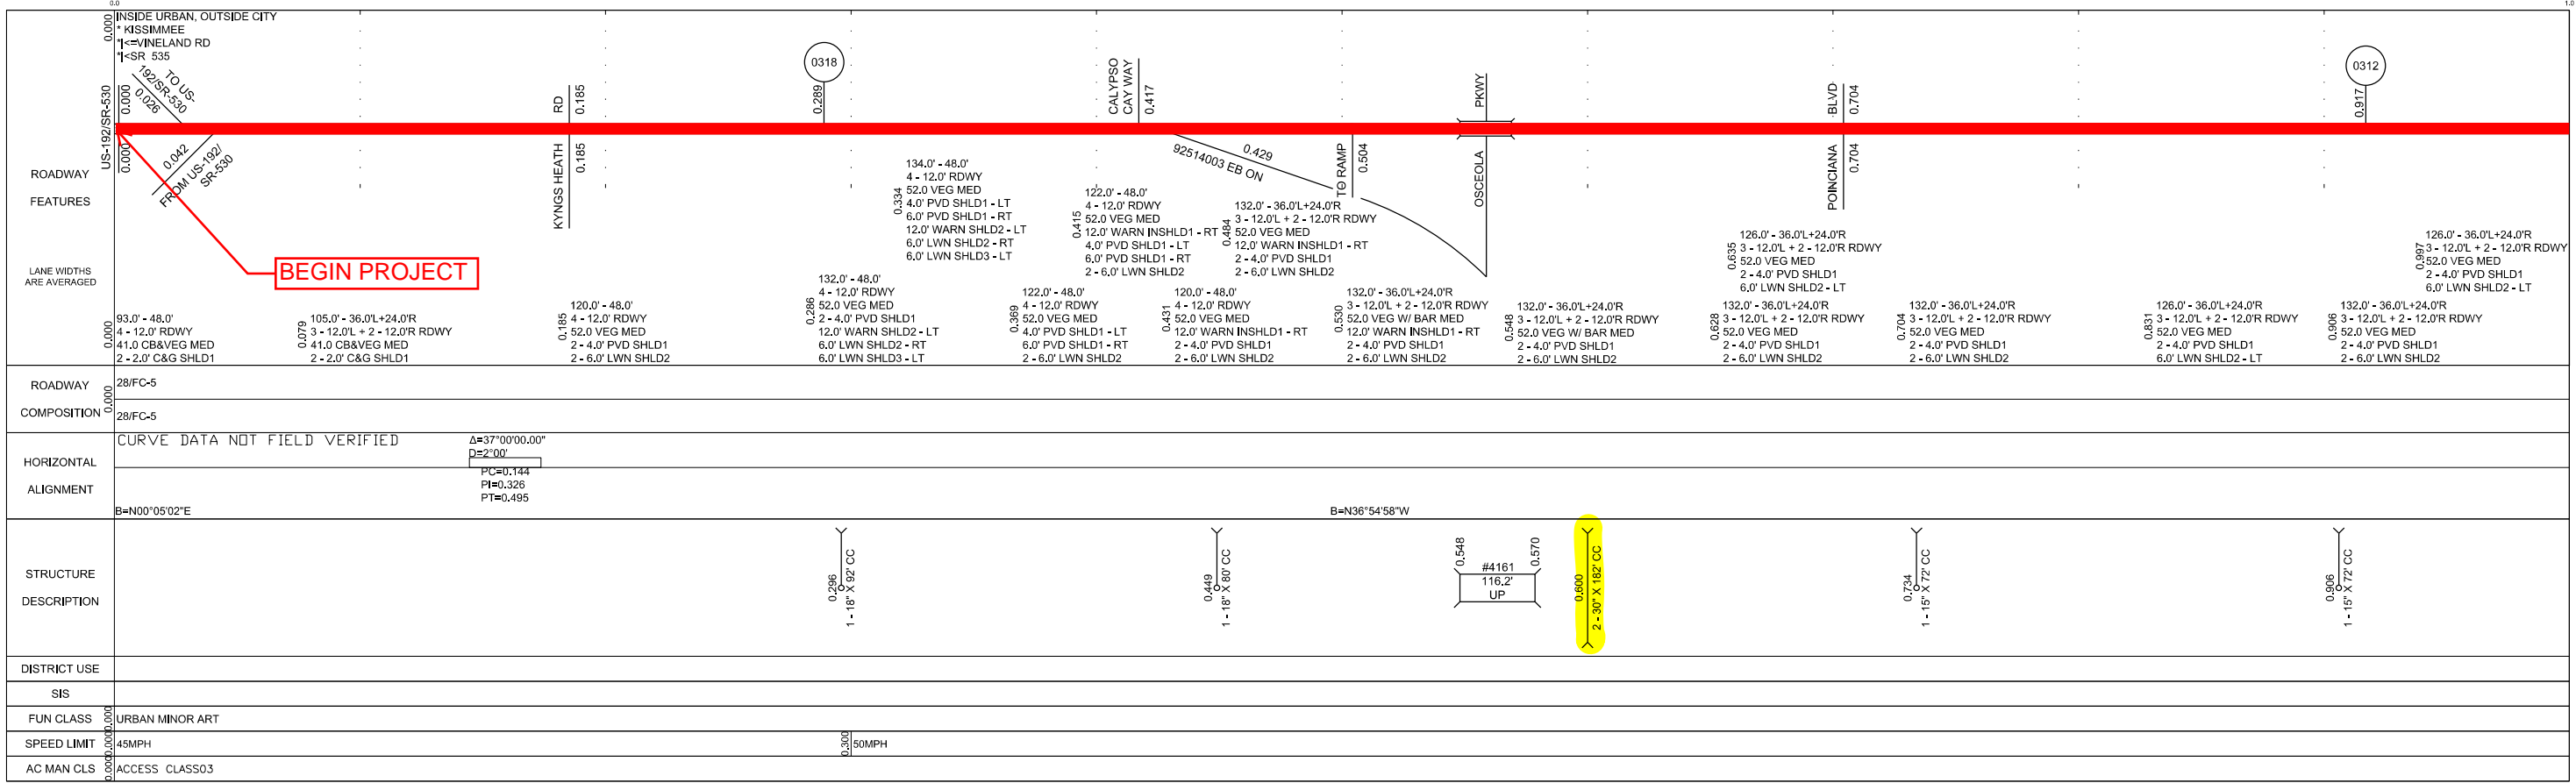 0.0
1.0
0.000
INSIDE URBAN, OUTSIDE CITY
* KISSIMMEE
*|<=VINELAND RD
*|<SR 535
US-192/SR-530
0.000
0.000
TO US-
192/SR-530
0.026
0.042
FROM US-192/
SR-530
RD
0.185
KYNGS HEATH
0.185
0318
0.289
CALYPSO
CAY WAY
0.417
0.429
92514003 EB ON
TO RAMP
0.504
PKWY
OSCEOLA
BLVD
0.704
POINCIANA
0.704
0312
0.917
BEGIN PROJECT
ROADWAY
FEATURES
LANE WIDTHS
ARE AVERAGED
0.000
93.0' - 48.0'
4 - 12.0' RDWY
41.0 CB&VEG MED
2 - 2.0' C&G SHLD1
0.079
105.0' - 36.0'L+24.0'R
3 - 12.0'L + 2 - 12.0'R RDWY
41.0 CB&VEG MED
2 - 2.0' C&G SHLD1
0.185
120.0' - 48.0'
4 - 12.0' RDWY
52.0 VEG MED
2 - 4.0' PVD SHLD1
2 - 6.0' LWN SHLD2
0.286
132.0' - 48.0'
4 - 12.0' RDWY
52.0 VEG MED
2 - 4.0' PVD SHLD1
12.0' WARN SHLD2 - LT
6.0' LWN SHLD2 - RT
6.0' LWN SHLD3 - LT
0.334
134.0' - 48.0'
4 - 12.0' RDWY
52.0 VEG MED
4.0' PVD SHLD1 - LT
6.0' PVD SHLD1 - RT
12.0' WARN SHLD2 - LT
6.0' LWN SHLD2 - RT
6.0' LWN SHLD3 - LT
0.369
122.0' - 48.0'
4 - 12.0' RDWY
52.0 VEG MED
4.0' PVD SHLD1 - LT
6.0' PVD SHLD1 - RT
2 - 6.0' LWN SHLD2
0.415
122.0' - 48.0'
4 - 12.0' RDWY
52.0 VEG MED
12.0' WARN INSHLD1 - RT
4.0' PVD SHLD1 - LT
6.0' PVD SHLD1 - RT
2 - 6.0' LWN SHLD2
0.431
120.0' - 48.0'
4 - 12.0' RDWY
52.0 VEG MED
12.0' WARN INSHLD1 - RT
2 - 4.0' PVD SHLD1
2 - 6.0' LWN SHLD2
0.484
132.0' - 36.0'L+24.0'R
3 - 12.0'L + 2 - 12.0'R RDWY
52.0 VEG MED
12.0' WARN INSHLD1 - RT
2 - 4.0' PVD SHLD1
2 - 6.0' LWN SHLD2
0.530
132.0' - 36.0'L+24.0'R
3 - 12.0'L + 2 - 12.0'R RDWY
52.0 VEG W/ BAR MED
12.0' WARN INSHLD1 - RT
2 - 4.0' PVD SHLD1
2 - 6.0' LWN SHLD2
0.548
132.0' - 36.0'L+24.0'R
3 - 12.0'L + 2 - 12.0'R RDWY
52.0 VEG W/ BAR MED
2 - 4.0' PVD SHLD1
2 - 6.0' LWN SHLD2
0.628
132.0' - 36.0'L+24.0'R
3 - 12.0'L + 2 - 12.0'R RDWY
52.0 VEG MED
2 - 4.0' PVD SHLD1
2 - 6.0' LWN SHLD2
0.635
126.0' - 36.0'L+24.0'R
3 - 12.0'L + 2 - 12.0'R RDWY
52.0 VEG MED
2 - 4.0' PVD SHLD1
6.0' LWN SHLD2 - LT
0.704
132.0' - 36.0'L+24.0'R
3 - 12.0'L + 2 - 12.0'R RDWY
52.0 VEG MED
2 - 4.0' PVD SHLD1
2 - 6.0' LWN SHLD2
0.831
126.0' - 36.0'L+24.0'R
3 - 12.0'L + 2 - 12.0'R RDWY
52.0 VEG MED
2 - 4.0' PVD SHLD1
6.0' LWN SHLD2 - LT
0.906
132.0' - 36.0'L+24.0'R
3 - 12.0'L + 2 - 12.0'R RDWY
52.0 VEG MED
2 - 4.0' PVD SHLD1
2 - 6.0' LWN SHLD2
0.997
126.0' - 36.0'L+24.0'R
3 - 12.0'L + 2 - 12.0'R RDWY
52.0 VEG MED
2 - 4.0' PVD SHLD1
6.0' LWN SHLD2 - LT
ROADWAY
COMPOSITION
0.000
28/FC-5
28/FC-5
HORIZONTAL
ALIGNMENT
CURVE DATA NOT FIELD VERIFIED
Δ=37°00'00.00"
D=2°00'
PC=0.144
PI=0.326
PT=0.495
B=N00°05'02"E
B=N36°54'58"W
STRUCTURE
DESCRIPTION
0.296
1 - 18" X 92' CC
0.449
1 - 18" X 80' CC
0.548
#4161
116.2'
UP
0.570
0.600
2 - 30" X 182' CC
0.734
1 - 15" X 72' CC
0.906
1 - 15" X 72' CC
DISTRICT USE
SIS
FUN CLASS
0.000
URBAN MINOR ART
SPEED LIMIT
0.000
45MPH
0.300
50MPH
AC MAN CLS
0.000
ACCESS CLASS03